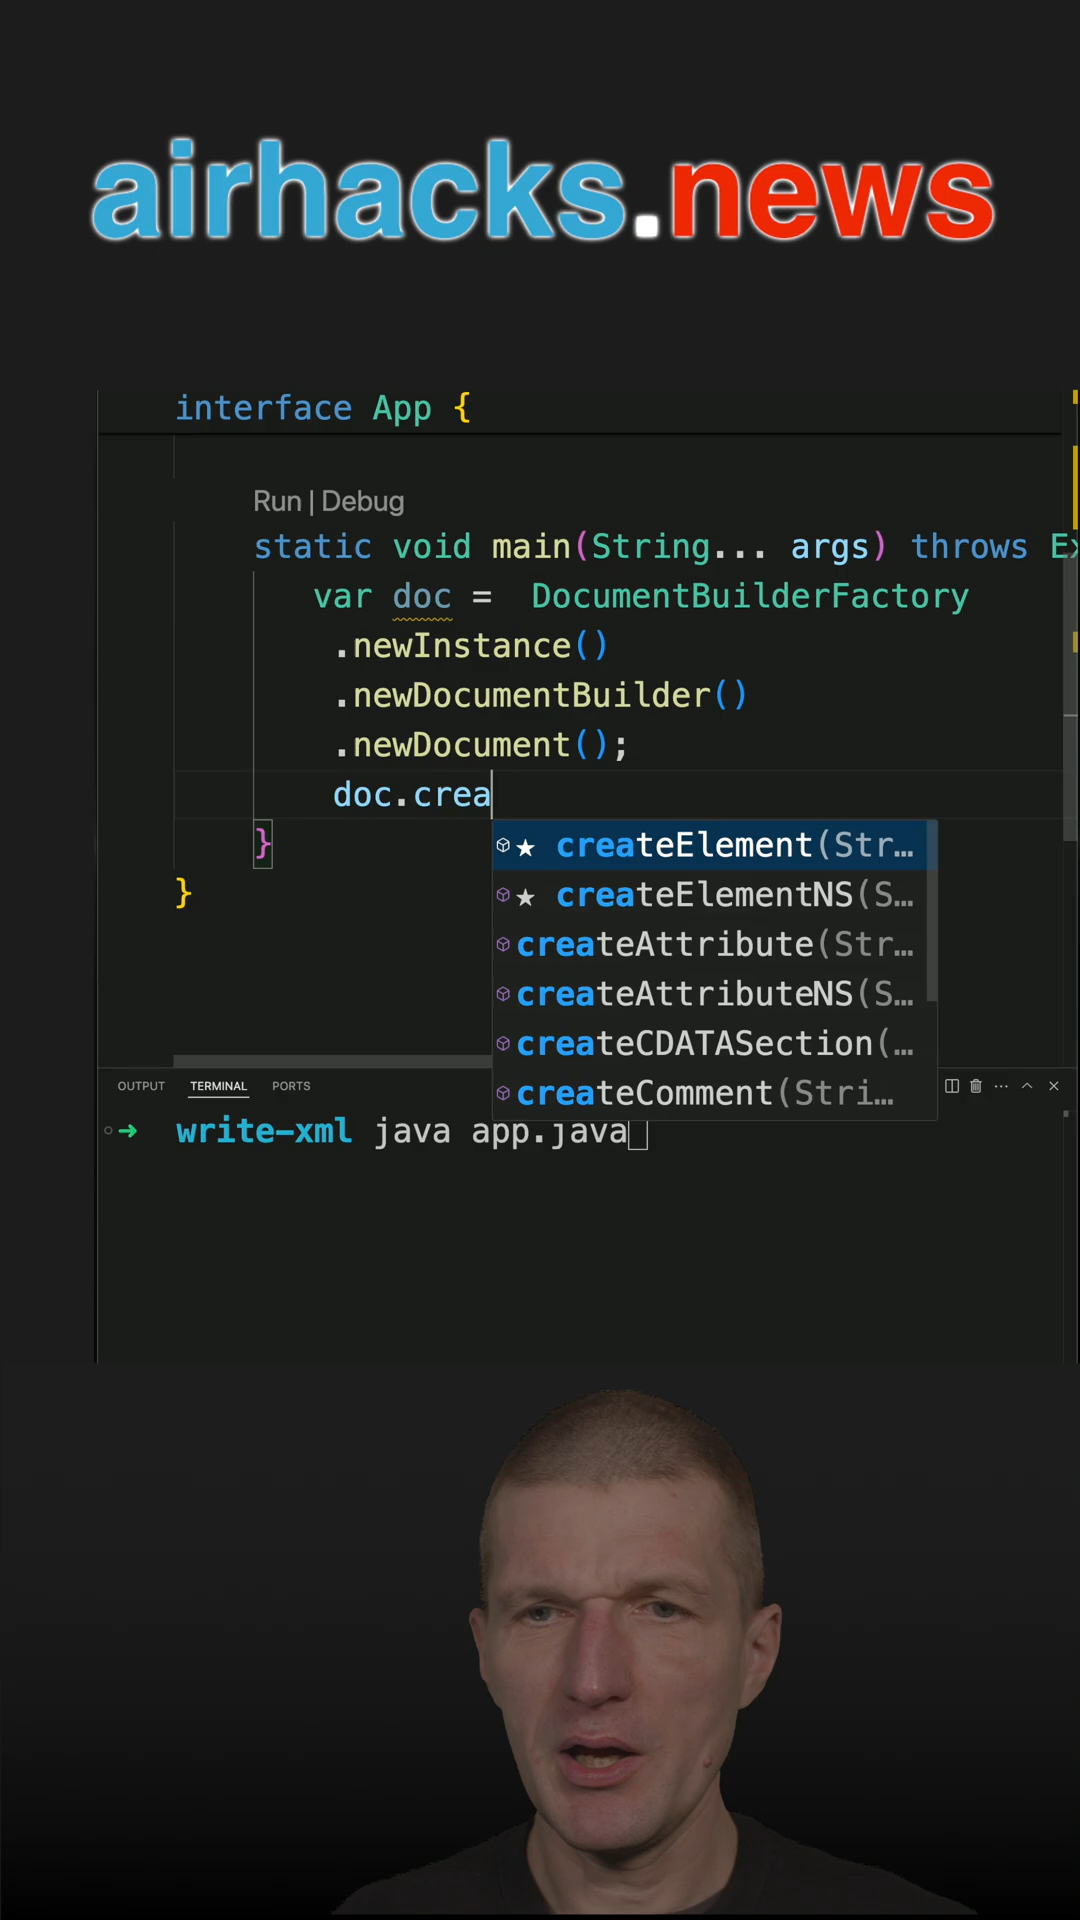 airhacks.news
interface App {
Run | Debug
static void main(String... args) throws Ex
var doc =  DocumentBuilderFactory
.newInstance()
.newDocumentBuilder()
.newDocument();
doc.crea
}
★ createElement(Str…
★ createElementNS(S…
createAttribute(Str…
createAttributeNS(S…
createCDATASection(…
createComment(Stri…
}
OUTPUT TERMINAL PORTS
write-xml java app.java